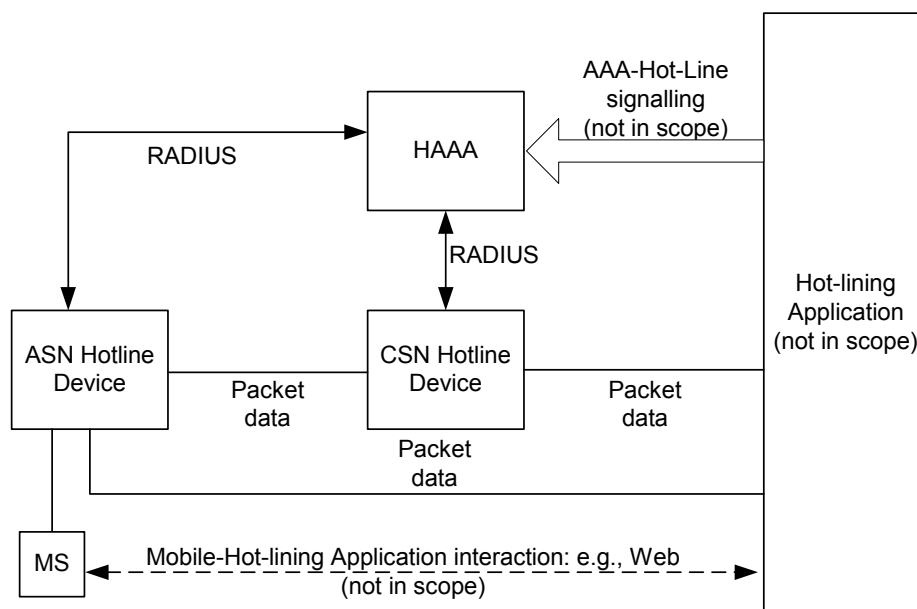 AAA-Hot-Line
signalling
(not in scope)
HAAA
RADIUS
RADIUS
Hot-lining
Application
(not in scope)
ASN Hotline
Device
CSN Hotline
Device
Packet
data
Packet
data
Packet
data
MS
Mobile-Hot-lining Application interaction: e.g., Web
(not in scope)